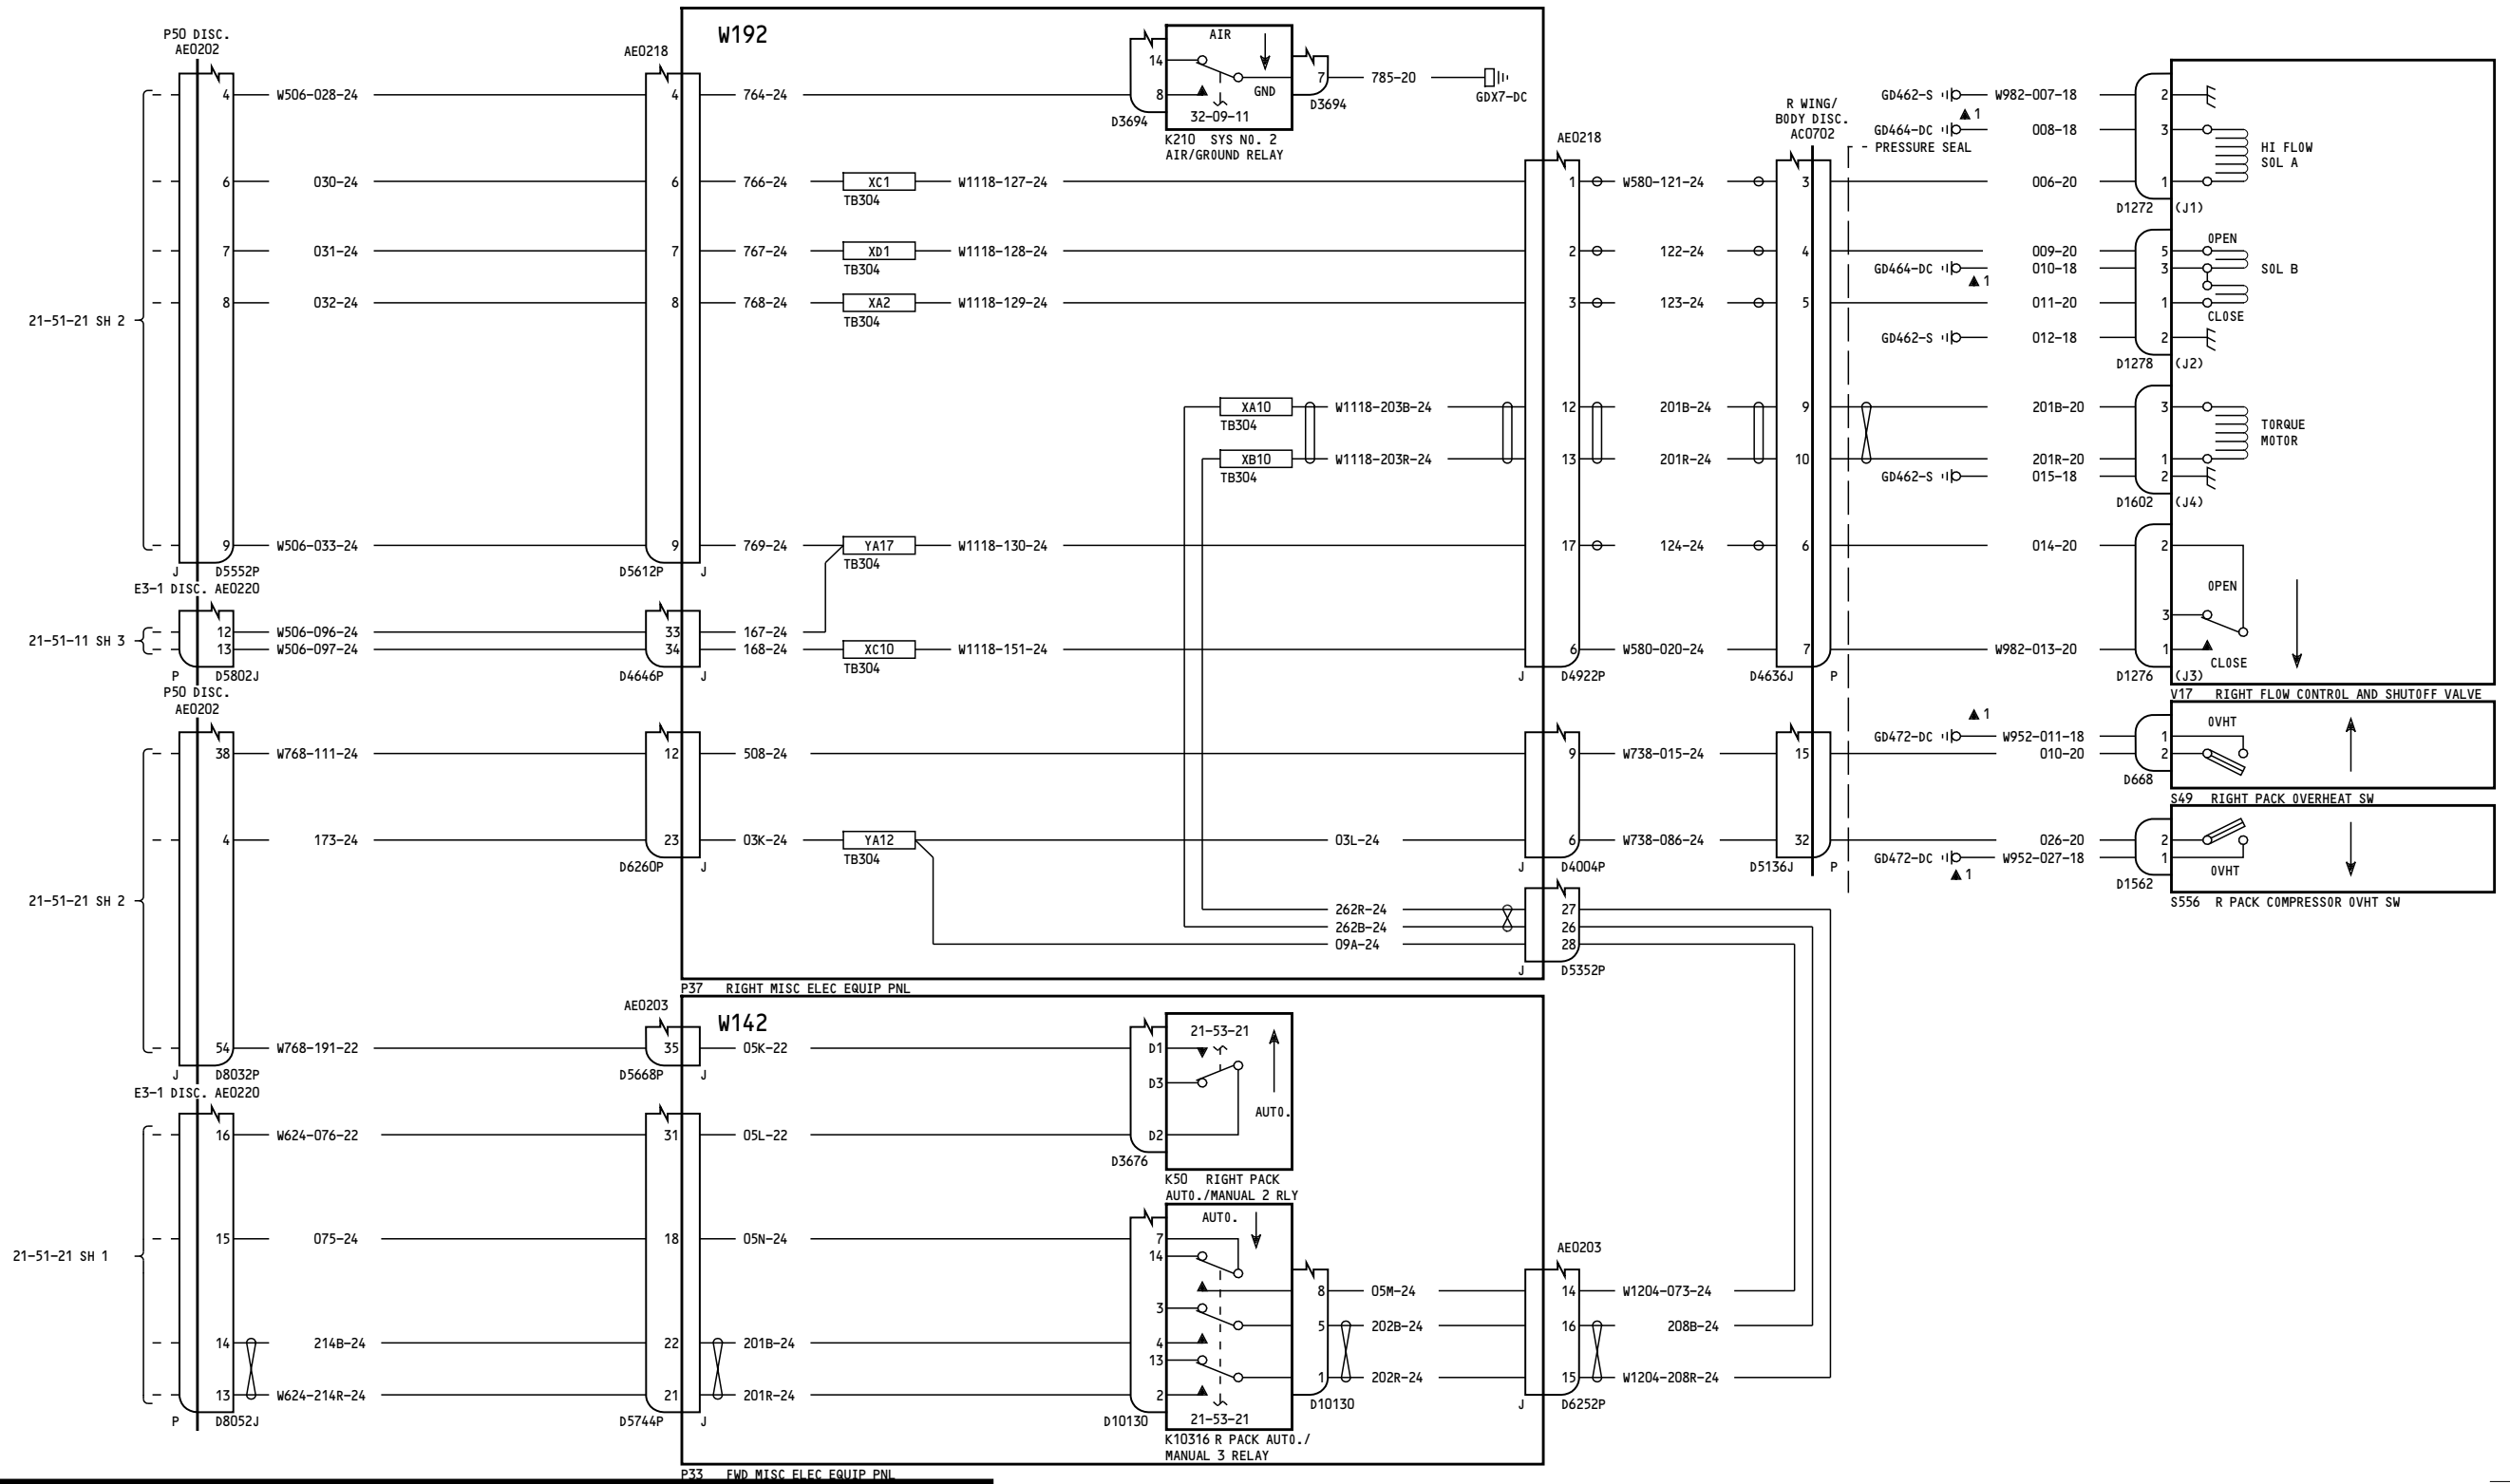 P50 DISC.
AE0202
4 W506-028-24
6 030-24
7 031-24
8 032-24
21-51-21 SH 2
9 W506-033-24
J D5552P
E3-1 DISC. AE0220
12 W506-096-24
21-51-11 SH 3
13 W506-097-24
P D5802J
P50 DISC.
AE0202
38 W768-111-24
4 173-24
21-51-21 SH 2
54 W768-191-22
J D8032P
E3-1 DISC. AE0220
16 W624-076-22
15 075-24
21-51-21 SH 1
14 214B-24
13 W624-214R-24
P D8052J
W192
AE0218
4 764-24
6 766-24 XC1 W1118-127-24
TB304
7 767-24 XD1 W1118-128-24
TB304
8 768-24 XA2 W1118-129-24
TB304
XA10 W1118-203B-24
TB304
XB10 W1118-203R-24
TB304
9 769-24 YA17 W1118-130-24
TB304
D5612P J
33 167-24
34 168-24 XC10 W1118-151-24
TB304
D4646P J
12 508-24
23 03K-24 YA12 03L-24
TB304
D6260P J
262R-24
262B-24
09A-24
P37 RIGHT MISC ELEC EQUIP PNL
AIR
14
7 785-20
8 GND
GDX7-DC
D3694
D3694
32-09-11
K210 SYS NO. 2
AIR/GROUND RELAY
AE0218
1 W580-121-24
2 122-24
3 123-24
12 201B-24
13 201R-24
17 124-24
6 W580-020-24
J D4922P
9 W738-015-24
6 W738-086-24
J D4004P
27
26
28
J D5352P
R WING/
BODY DISC.
AC0702
PRESSURE SEAL
3
4
5
9
10
6
7
D4636J P
15
32
D5136J P
GD462-S W982-007-18 2
▲1
GD464-DC 008-18 3
HI FLOW
SOL A
006-20 1
D1272 (J1)
OPEN
009-20 5
GD464-DC 010-18 3 SOL B
▲1
011-20 1
CLOSE
GD462-S 012-18 2
D1278 (J2)
201B-20 3
TORQUE
MOTOR
201R-20 1
GD462-S 015-18 2
D1602 (J4)
014-20 2
OPEN
3
W982-013-20 1
CLOSE
D1276 (J3)
V17 RIGHT FLOW CONTROL AND SHUTOFF VALVE
▲1
OVHT
GD472-DC W952-011-18 1
010-20 2
D668
S49 RIGHT PACK OVERHEAT SW
026-20 2
GD472-DC W952-027-18 1
OVHT
▲1
D1562
S556 R PACK COMPRESSOR OVHT SW
AE0203
W142
35 05K-22
D5668P J
31 05L-22
18 05N-24
22 201B-24
21 201R-24
D5744P J
21-53-21
D1
D3
AUTO.
D2
D3676
K50 RIGHT PACK
AUTO./MANUAL 2 RLY
AUTO.
7
14
8 05M-24
3
5 202B-24
4
13
1 202R-24
2
D10130
D10130
21-53-21
K10316 R PACK AUTO./
MANUAL 3 RELAY
AE0203
14 W1204-073-24
16 208B-24
15 W1204-208R-24
J D6252P
P33 FWD MISC ELEC EQUIP PNL